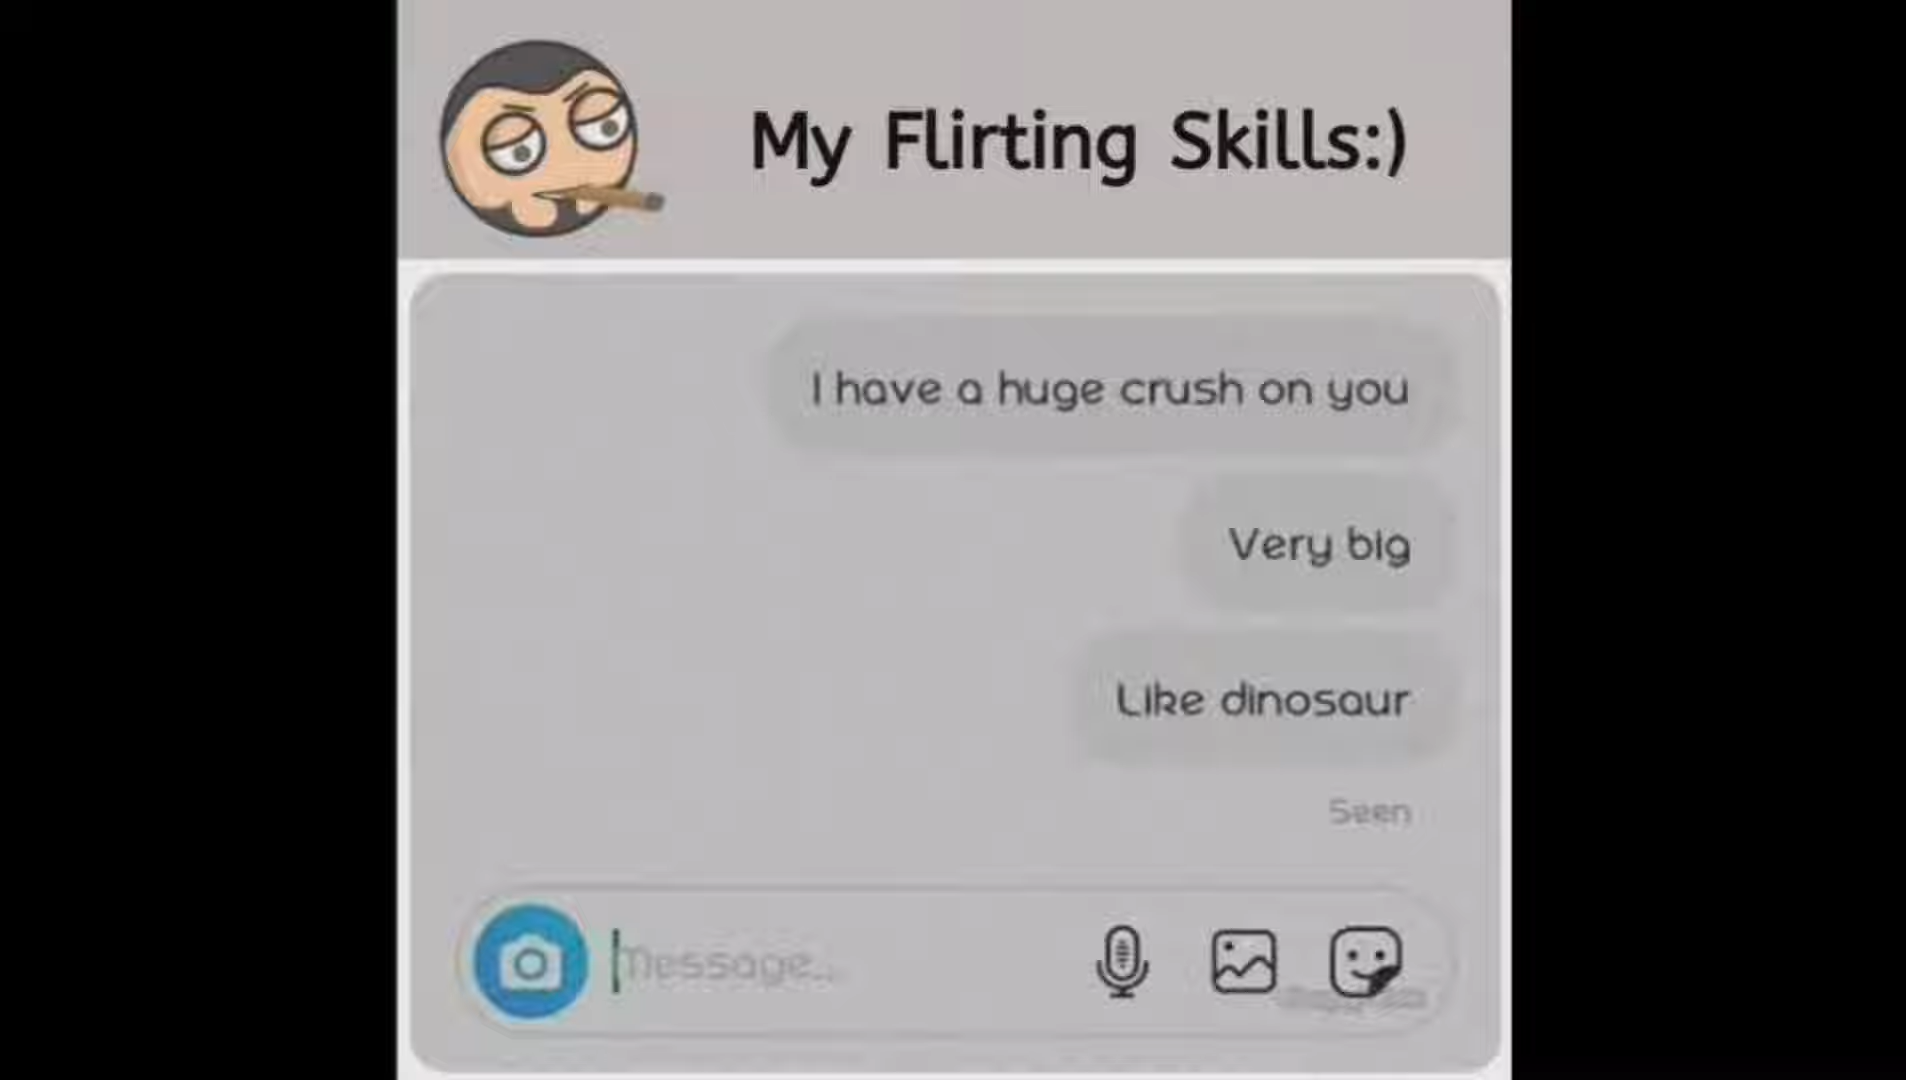 My Flirting Skills:)
I have a huge crush on you
Very big
Like dinosaur
Seen
Message..